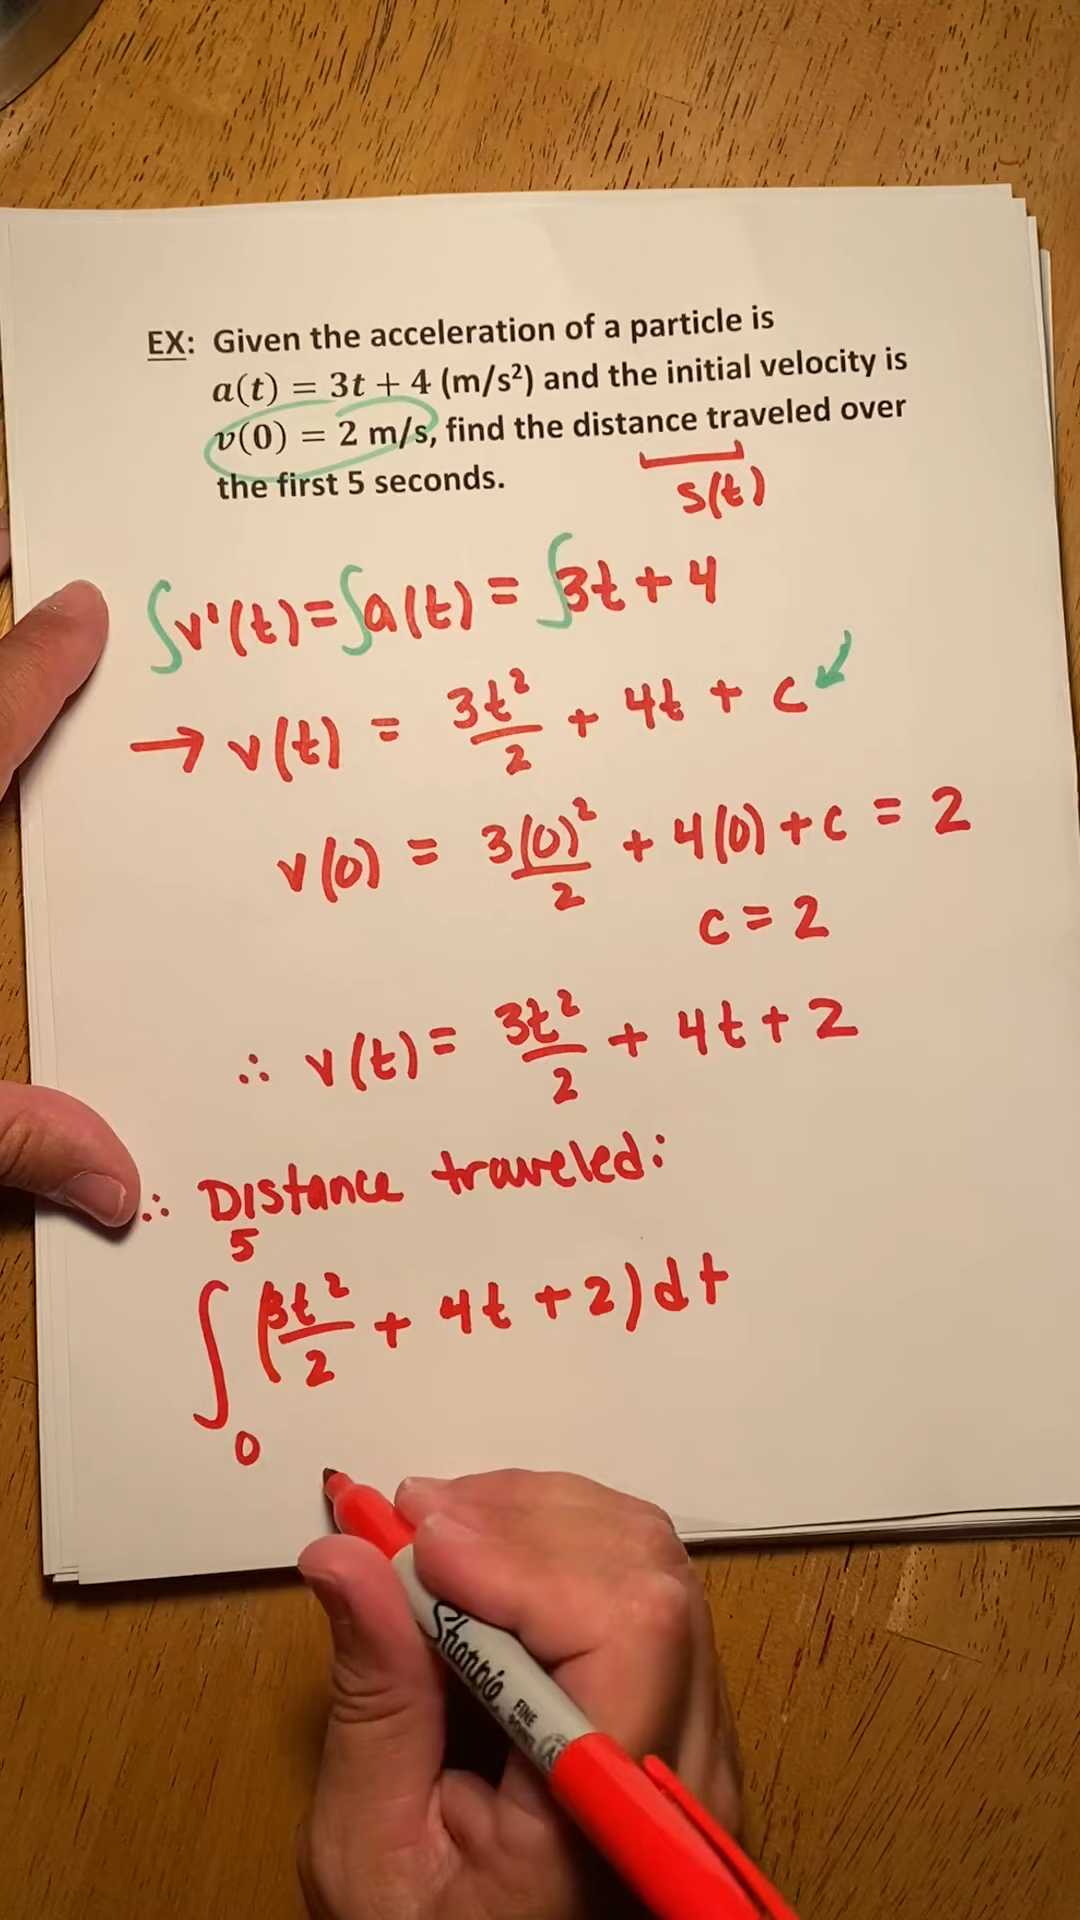 EX: Given the acceleration of a particle is
a(t) = 3t + 4 (m/s²) and the initial velocity is
v(0) = 2 m/s, find the distance traveled over
the first 5 seconds.
s(t)
∫v'(t) = ∫a(t) = ∫3t + 4
→ v(t) = 3t²/2 + 4t + c
v(0) = 3(0)²/2 + 4(0) + c = 2
c = 2
∴ v(t) = 3t²/2 + 4t + 2
∴ Distance traveled:
∫₀⁵ (3t²/2 + 4t + 2) dt
Sharpie
FINE